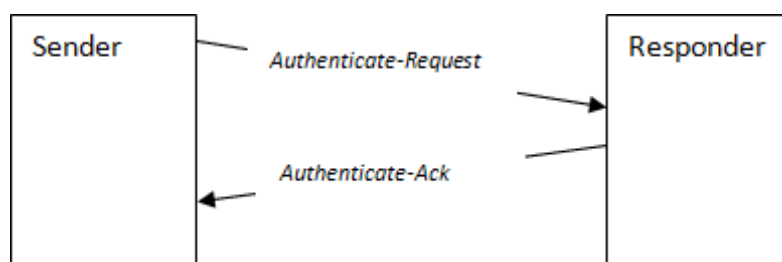 Sender
Responder
Authenticate-Request
Authenticate-Ack